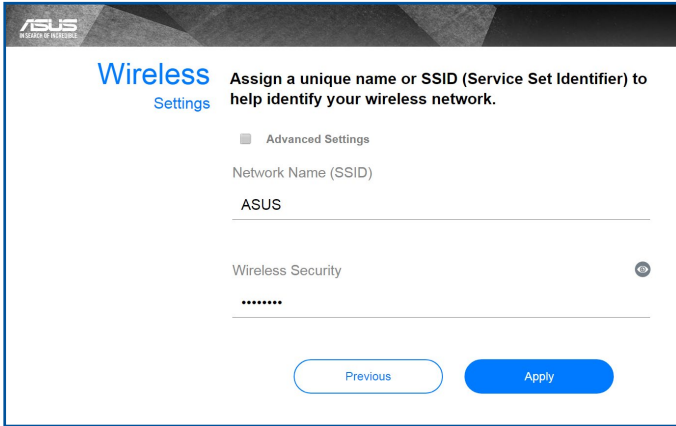 ASUS
IN SEARCH OF INCREDIBLE
Wireless
Settings
Assign a unique name or SSID (Service Set Identifier) to
help identify your wireless network.
Advanced Settings
Network Name (SSID)
ASUS
Wireless Security
••••••••
Previous
Apply